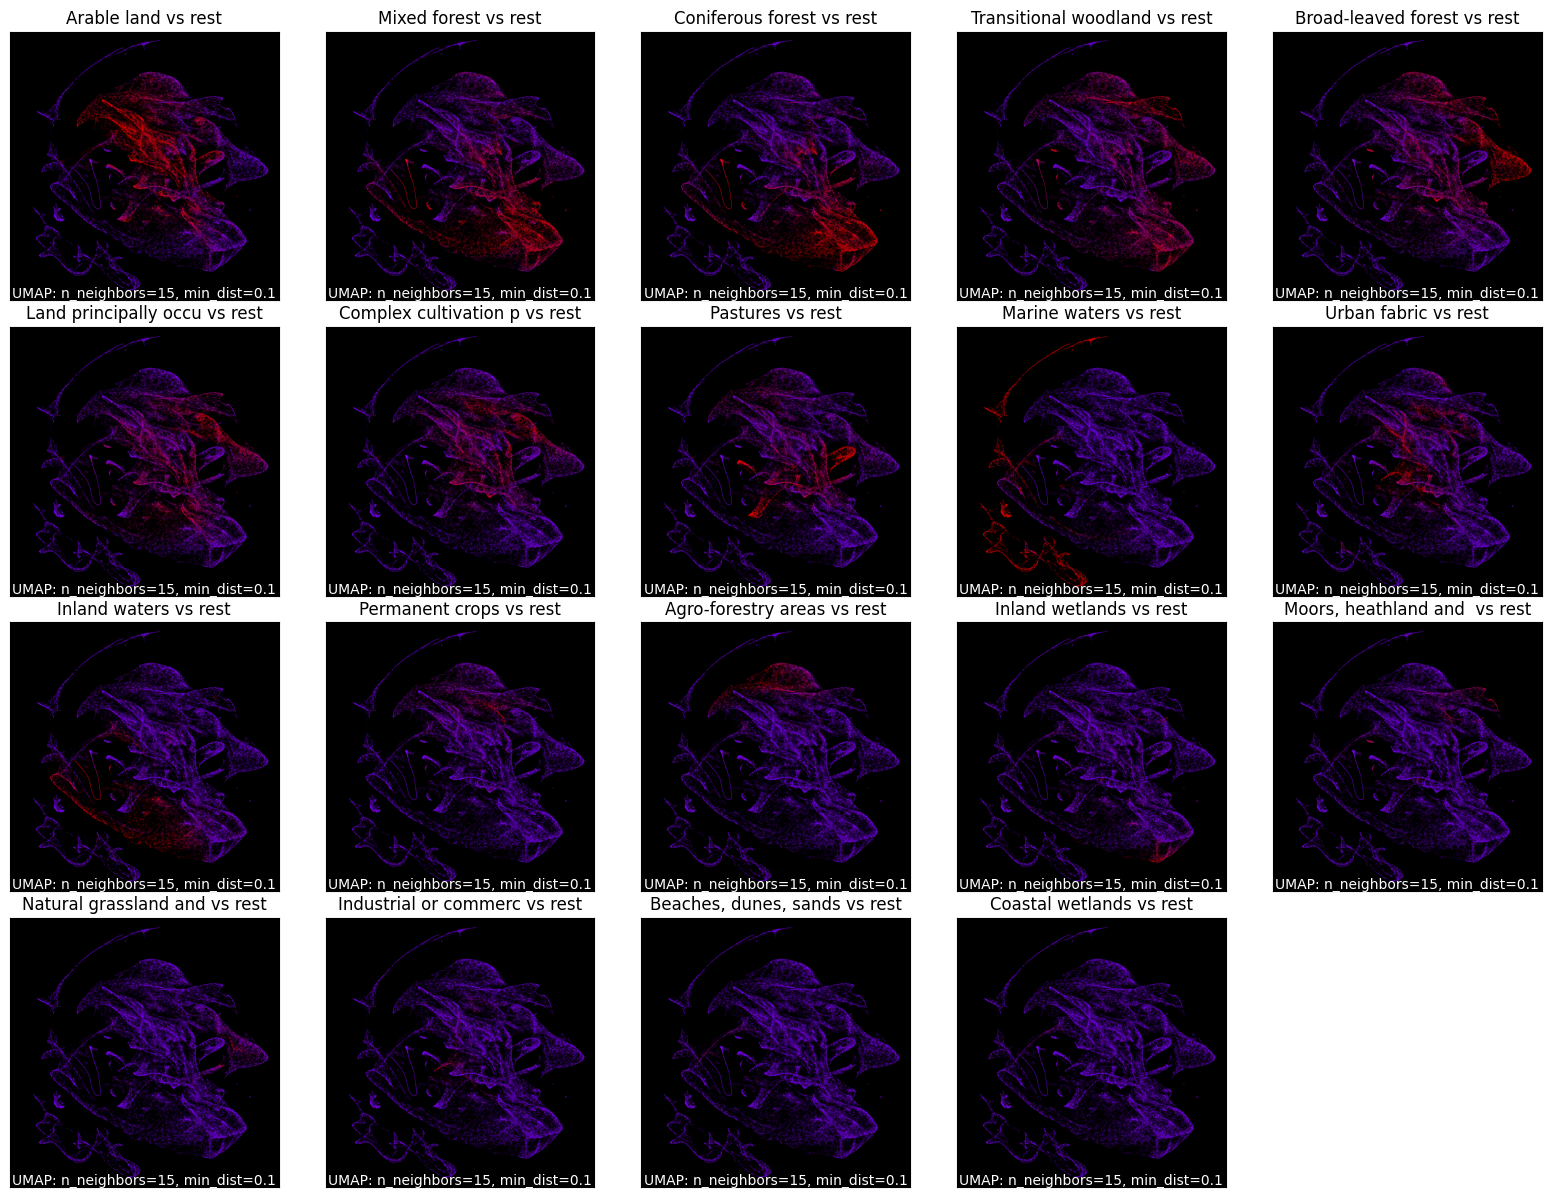 Arable land vs rest
Mixed forest vs rest
Coniferous forest vs rest
Transitional woodland vs rest
Broad-leaved forest vs rest
UMAP: n_neighbors=15, min_dist=0.1
UMAP: n_neighbors=15, min_dist=0.1
UMAP: n_neighbors=15, min_dist=0.1
UMAP: n_neighbors=15, min_dist=0.1
UMAP: n_neighbors=15, min_dist=0.1
Land principally occu vs rest
Complex cultivation p vs rest
Pastures vs rest
Marine waters vs rest
Urban fabric vs rest
UMAP: n_neighbors=15, min_dist=0.1
UMAP: n_neighbors=15, min_dist=0.1
UMAP: n_neighbors=15, min_dist=0.1
UMAP: n_neighbors=15, min_dist=0.1
UMAP: n_neighbors=15, min_dist=0.1
Inland waters vs rest
Permanent crops vs rest
Agro-forestry areas vs rest
Inland wetlands vs rest
Moors, heathland and  vs rest
UMAP: n_neighbors=15, min_dist=0.1
UMAP: n_neighbors=15, min_dist=0.1
UMAP: n_neighbors=15, min_dist=0.1
UMAP: n_neighbors=15, min_dist=0.1
UMAP: n_neighbors=15, min_dist=0.1
Natural grassland and vs rest
Industrial or commerc vs rest
Beaches, dunes, sands vs rest
Coastal wetlands vs rest
UMAP: n_neighbors=15, min_dist=0.1
UMAP: n_neighbors=15, min_dist=0.1
UMAP: n_neighbors=15, min_dist=0.1
UMAP: n_neighbors=15, min_dist=0.1